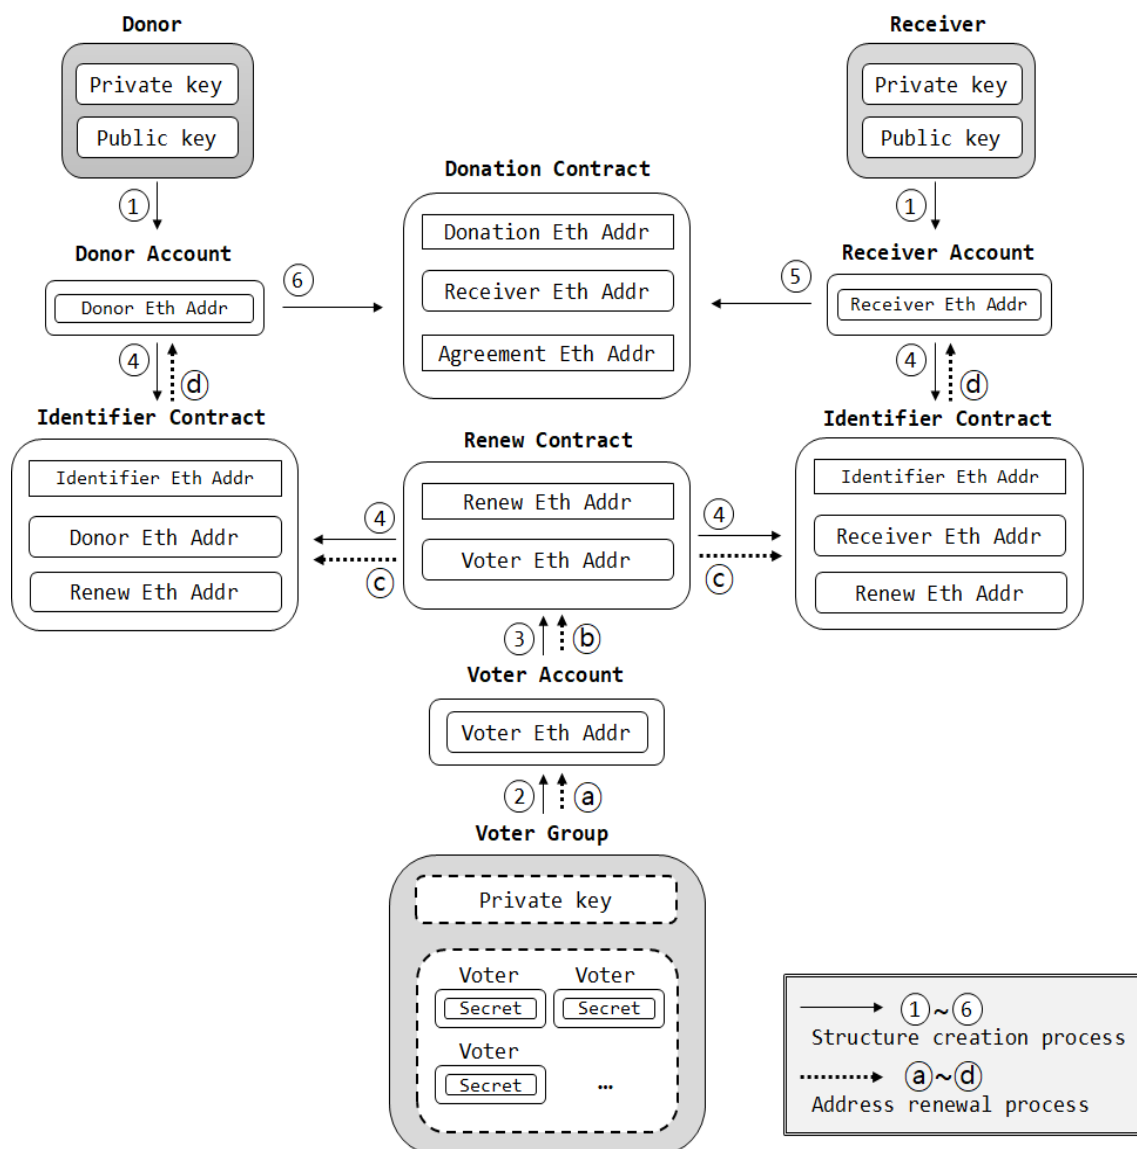 Donor
Receiver
Private key
Public key
Private key
Public key
Donation Contract
1
1
Donation Eth Addr
Receiver Eth Addr
Agreement Eth Addr
Donor Account
Receiver Account
6
5
Donor Eth Addr
Receiver Eth Addr
4
d
4
d
Identifier Contract
Identifier Contract
Renew Contract
Identifier Eth Addr
Donor Eth Addr
Renew Eth Addr
4
c
Renew Eth Addr
Voter Eth Addr
4
c
Identifier Eth Addr
Receiver Eth Addr
Renew Eth Addr
3
b
Voter Account
Voter Eth Addr
2
a
Voter Group
Private key
Voter
Voter
Secret
Secret
Voter
Secret
…
1~6
Structure creation process
a~d
Address renewal process